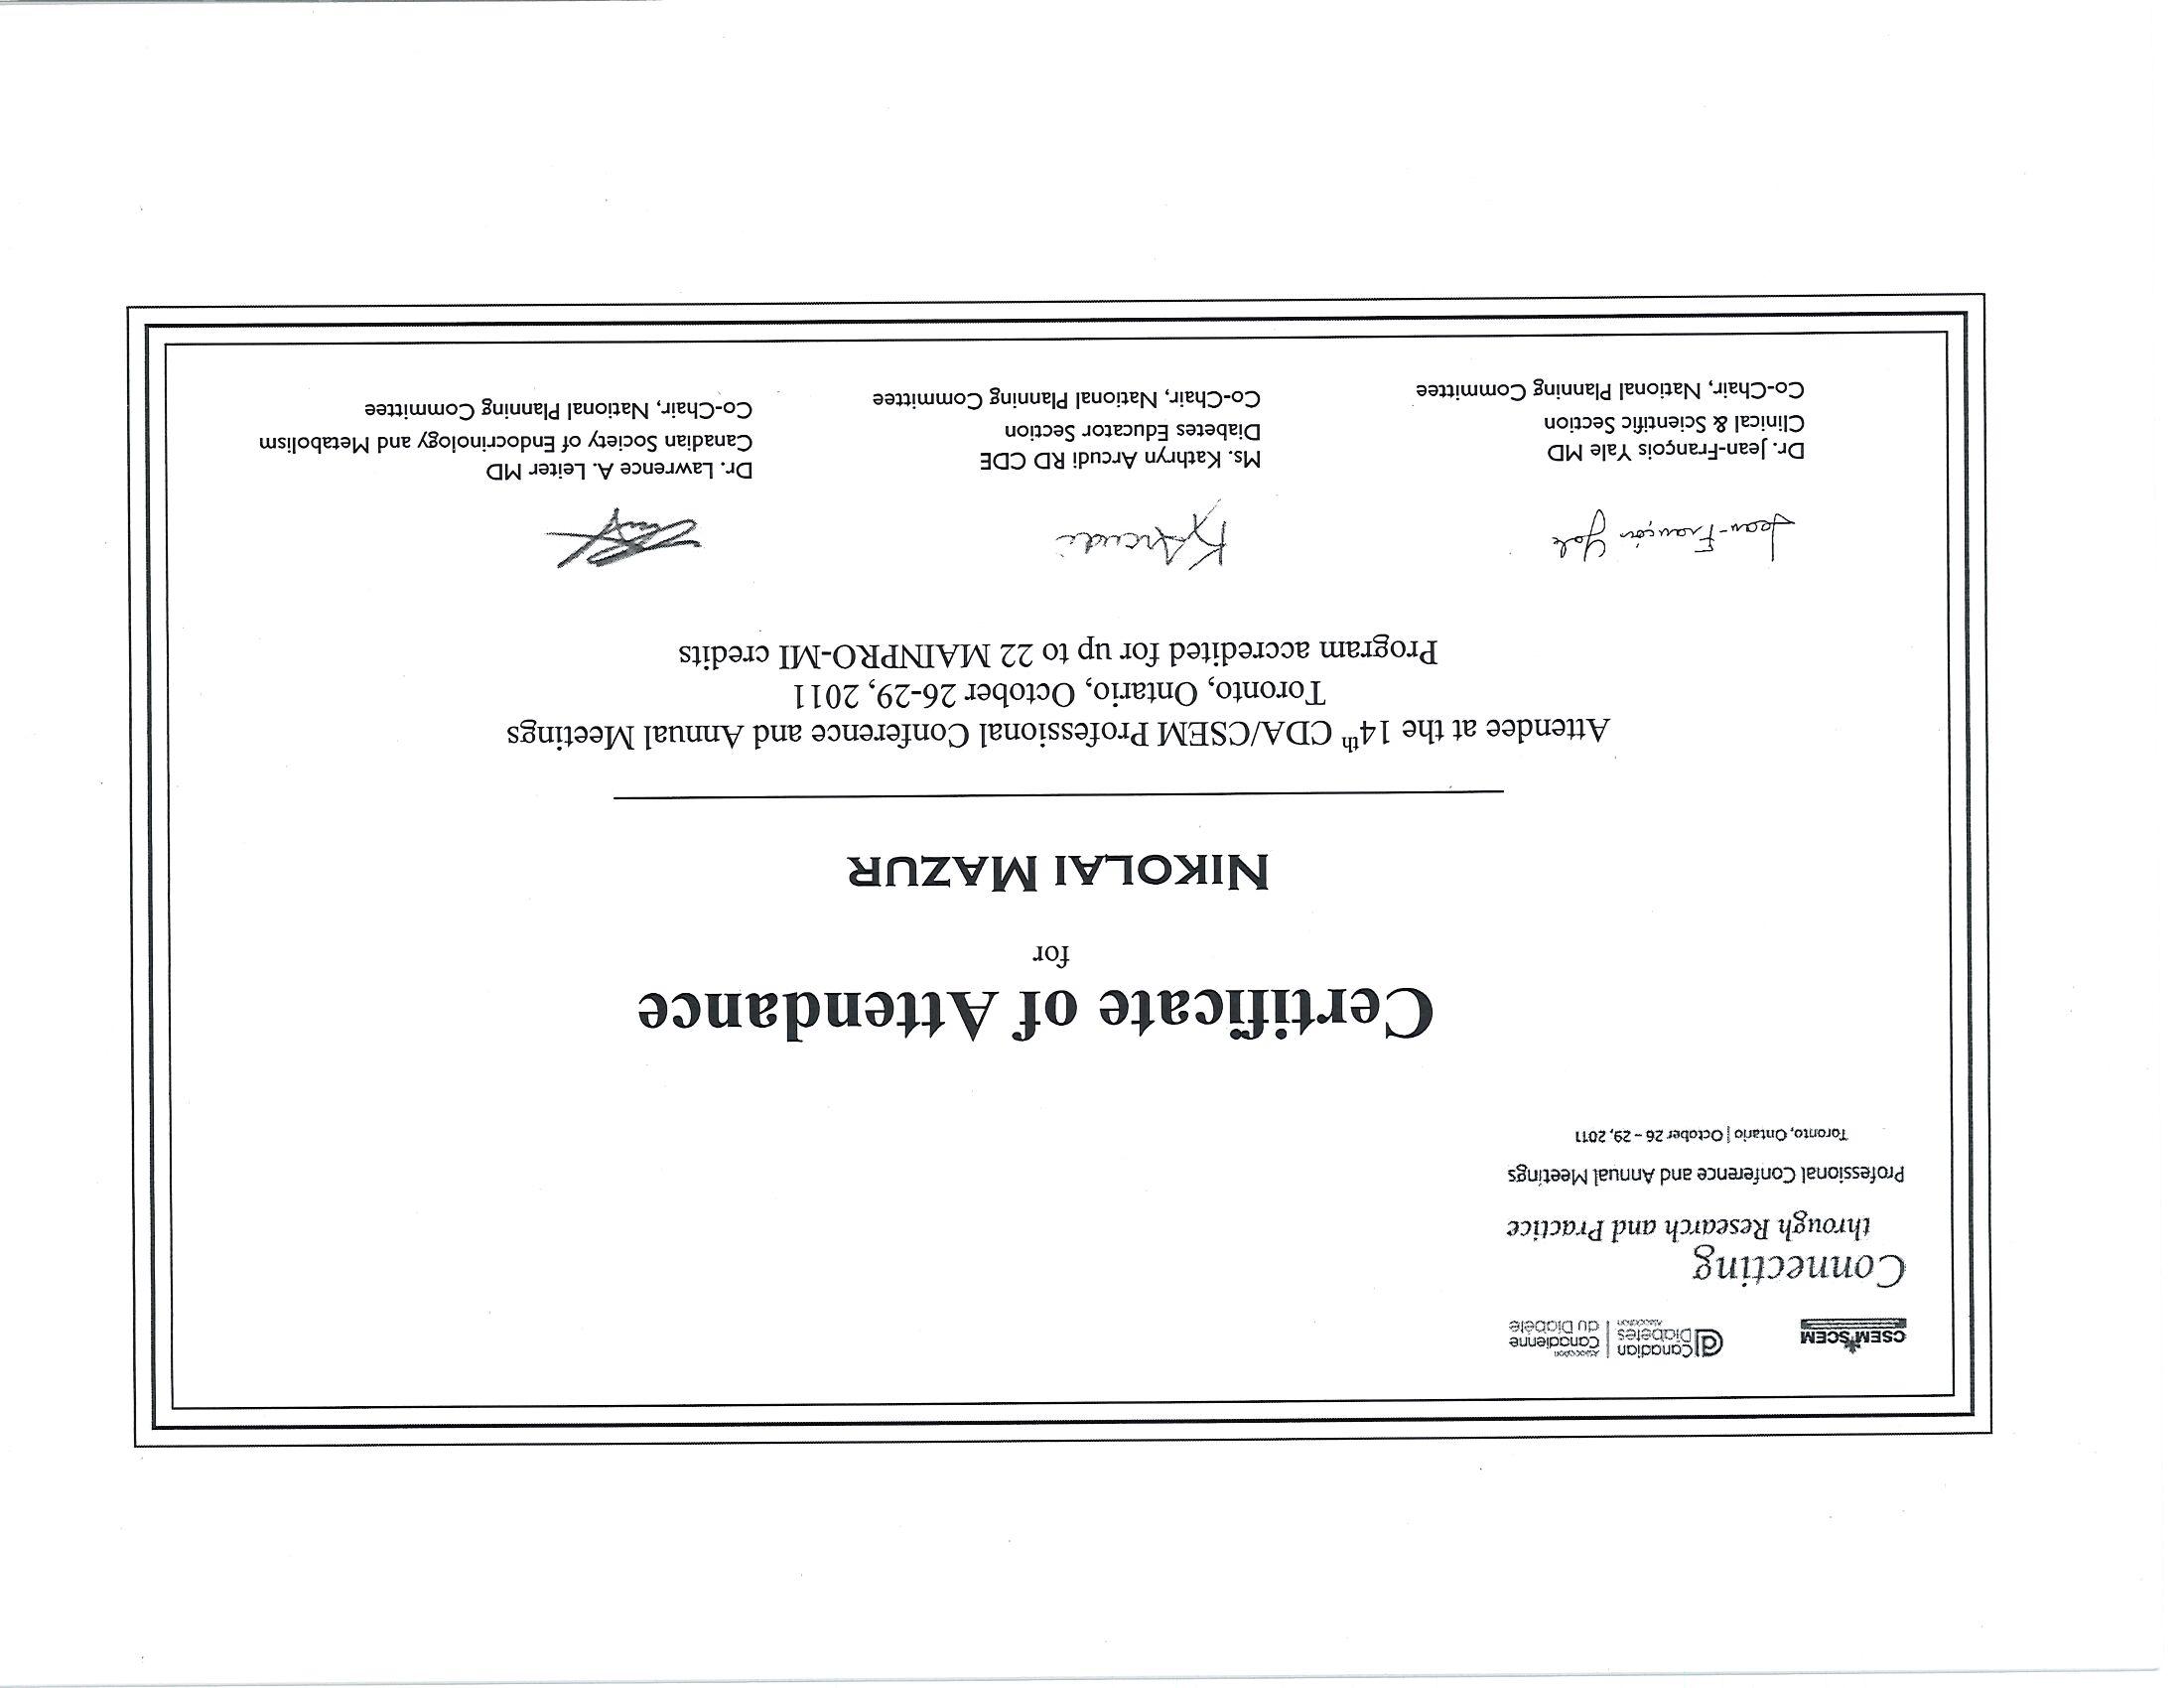 CSEM SCEM
Canadian Diabetes Association | Association Canadienne du Diabète
Connecting
through Research and Practice
Professional Conference and Annual Meetings
Toronto, Ontario | October 26 – 29, 2011
Certificate of Attendance
for
NIKOLAI MAZUR
Attendee at the 14th CDA/CSEM Professional Conference and Annual Meetings
Toronto, Ontario, October 26-29, 2011
Program accredited for up to 22 MAINPRO-MI credits
Jean-François Yale
K Arcudi
Dr. Jean-François Yale MD
Clinical & Scientific Section
Co-Chair, National Planning Committee
Ms. Kathryn Arcudi RD CDE
Diabetes Educator Section
Co-Chair, National Planning Committee
Dr. Lawrence A. Leiter MD
Canadian Society of Endocrinology and Metabolism
Co-Chair, National Planning Committee